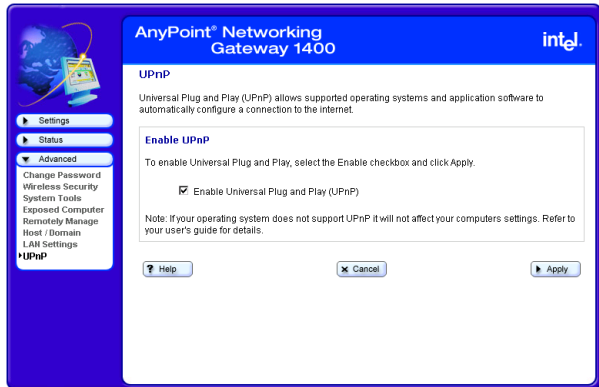 AnyPoint® Networking
Gateway 1400
intel.
Settings
Status
Advanced
Change Password
Wireless Security
System Tools
Exposed Computer
Remotely Manage
Host / Domain
LAN Settings
UPnP
UPnP
Universal Plug and Play (UPnP) allows supported operating systems and application software to
automatically configure a connection to the internet.
Enable UPnP
To enable Universal Plug and Play, select the Enable checkbox and click Apply.
Enable Universal Plug and Play (UPnP)
Note: If your operating system does not support UPnP it will not affect your computers settings. Refer to
your user's guide for details.
? Help
Cancel
Apply